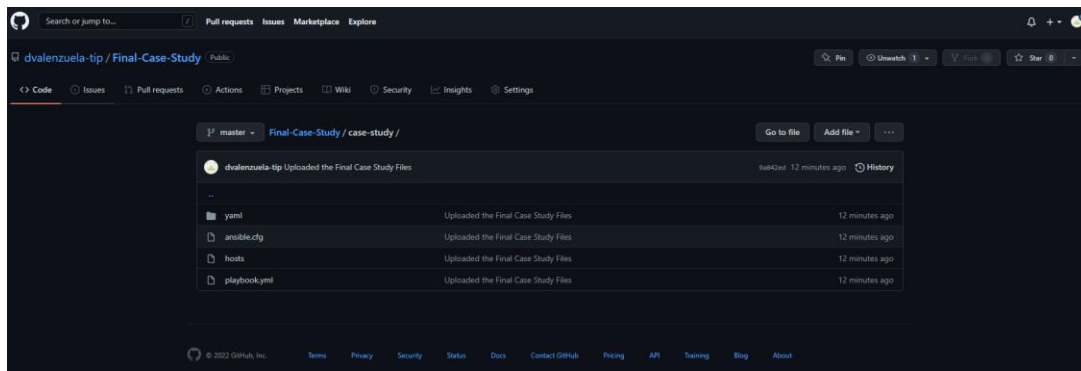 Search or jump to... / Pull requests Issues Marketplace Explore
dvalenzuela-tip / Final-Case-Study Public Pin Unwatch 1 Fork 0 Star 0
<> Code Issues Pull requests Actions Projects Wiki Security Insights Settings
master Final-Case-Study / case-study / Go to file Add file ...
dvalenzuela-tip Uploaded the Final Case Study Files 12 minutes ago History
..
yaml Uploaded the Final Case Study Files 12 minutes ago
ansible.cfg Uploaded the Final Case Study Files 12 minutes ago
hosts Uploaded the Final Case Study Files 12 minutes ago
playbook.yml Uploaded the Final Case Study Files 12 minutes ago
© 2022 GitHub, Inc. Terms Privacy Security Status Docs Contact GitHub Pricing API Training Blog About